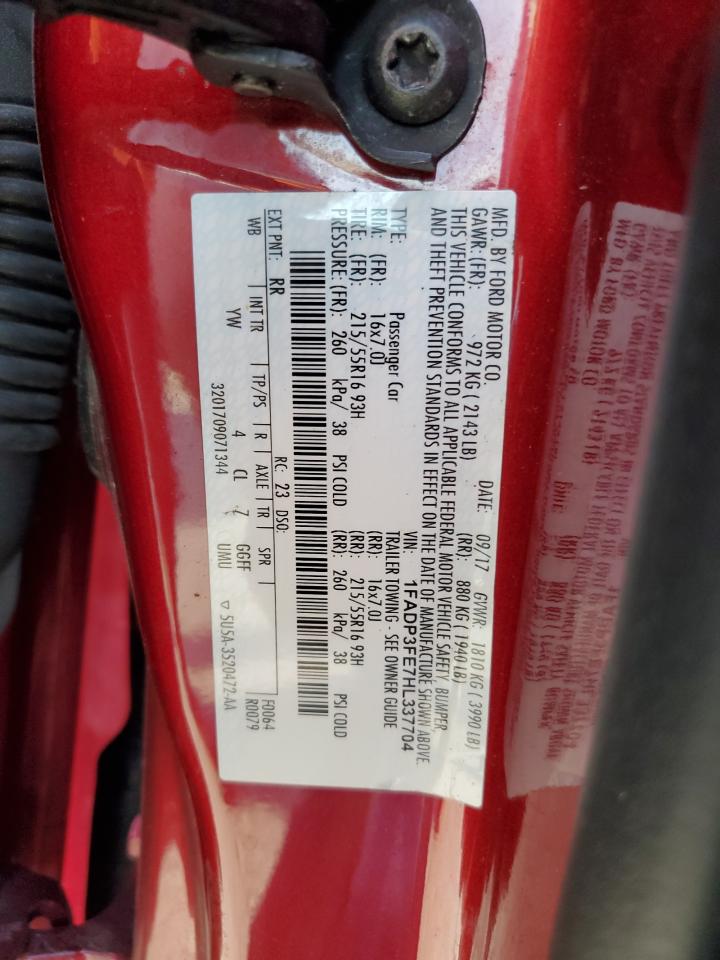 MFD. BY FORD MOTOR CO.
DATE: 09/17 GVWR: 1810 KG ( 3990 LB)
GAWR: (FR): 972 KG ( 2143 LB) (RR): 880 KG ( 1940 LB)
THIS VEHICLE CONFORMS TO ALL APPLICABLE FEDERAL MOTOR VEHICLE SAFETY, BUMPER,
AND THEFT PREVENTION STANDARDS IN EFFECT ON THE DATE OF MANUFACTURE SHOWN ABOVE.
VIN: 1FADP3FE7HL337704
TYPE: Passenger Car TRAILER TOWING - SEE OWNER GUIDE
RIM: (FR): 16x7.0J (RR): 16x7.0J
TIRE: (FR): 215/55R16 93H (RR): 215/55R16 93H
PRESSURE: (FR): 260 kPa/ 38 PSI COLD (RR): 260 kPa/ 38 PSI COLD
EXT PNT: RR RC: 23 DSO: F0064
WB INT TR TP/PS R AXLE TR SPR R0079
YW 4 CL 7 GGFF
3201709071344 UMU ▽ 5U5A-3520472-AA